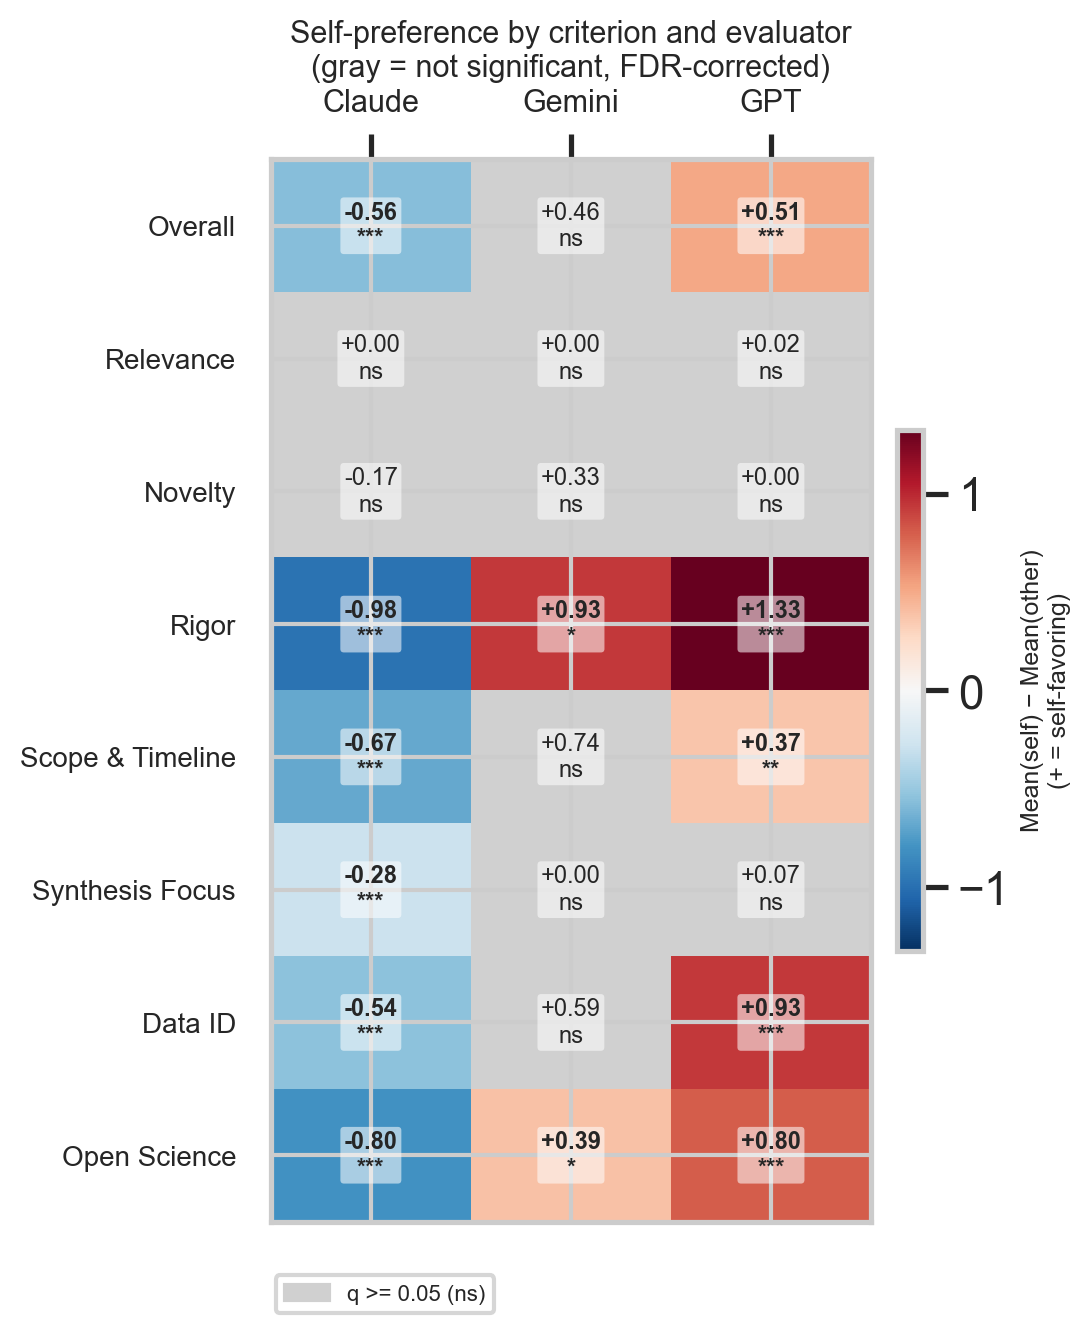 Self-preference by criterion and evaluator
(gray = not significant, FDR-corrected)
Claude Gemini GPT
Overall
-0.56 +0.46 +0.51
*** ns ***
Relevance
+0.00 +0.00 +0.02
ns ns ns
Novelty
-0.17 +0.33 +0.00
ns ns ns
Rigor
-0.98 +0.93 +1.33
*** * ***
Scope & Timeline
-0.67 +0.74 +0.37
*** ns **
Synthesis Focus
-0.28 +0.00 +0.07
*** ns ns
Data ID
-0.54 +0.59 +0.93
*** ns ***
Open Science
-0.80 +0.39 +0.80
*** * ***
1
0
−1
Mean(self) − Mean(other)
(+ = self-favoring)
q >= 0.05 (ns)